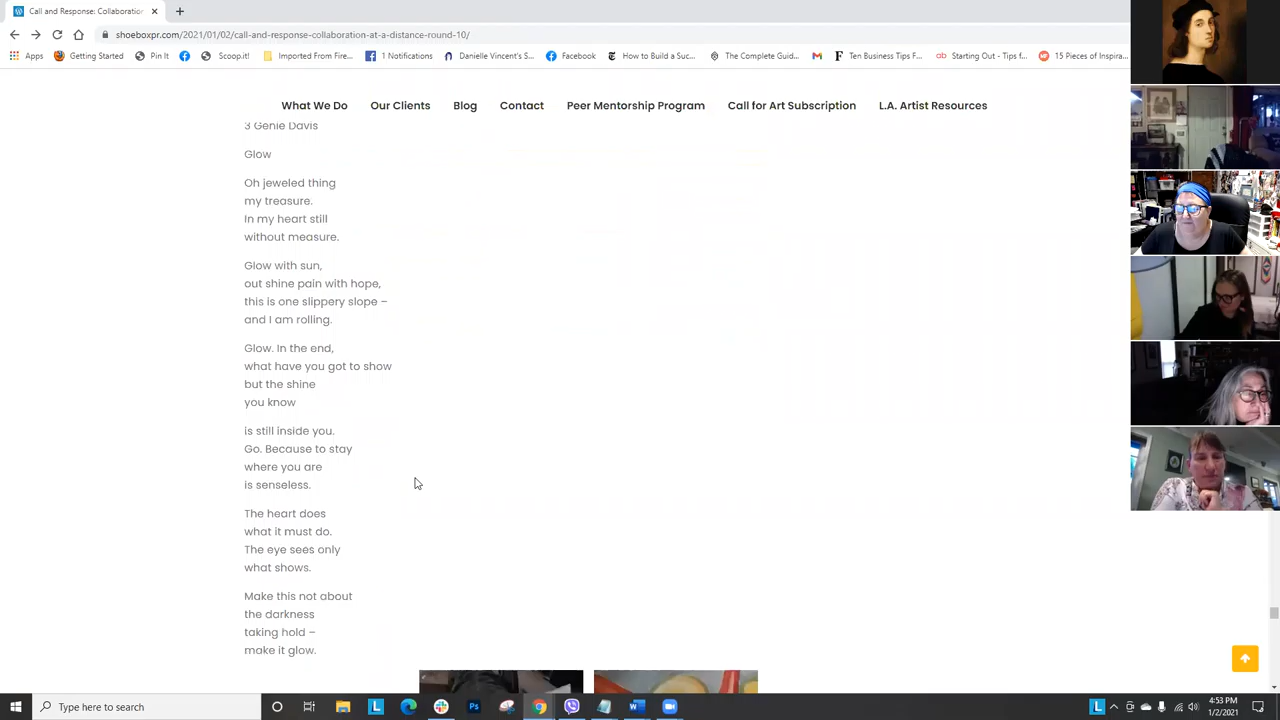 Call and Response: Collaboratio
shoeboxpr.com/2021/01/02/call-and-response-collaboration-at-a-distance-round-10/
Apps Getting Started Pin It Scoop.it! Imported From Fire... 1 Notifications Danielle Vincent's S... Facebook How to Build a Suc... The Complete Guid... Ten Business Tips F... Starting Out - Tips f... 15 Pieces of Inspira...
What We Do Our Clients Blog Contact Peer Mentorship Program Call for Art Subscription L.A. Artist Resources
3 Genie Davis
Glow
Oh jeweled thing
my treasure.
In my heart still
without measure.
Glow with sun,
out shine pain with hope,
this is one slippery slope –
and I am rolling.
Glow. In the end,
what have you got to show
but the shine
you know
is still inside you.
Go. Because to stay
where you are
is senseless.
The heart does
what it must do.
The eye sees only
what shows.
Make this not about
the darkness
taking hold –
make it glow.
Type here to search
4:53 PM
1/2/2021